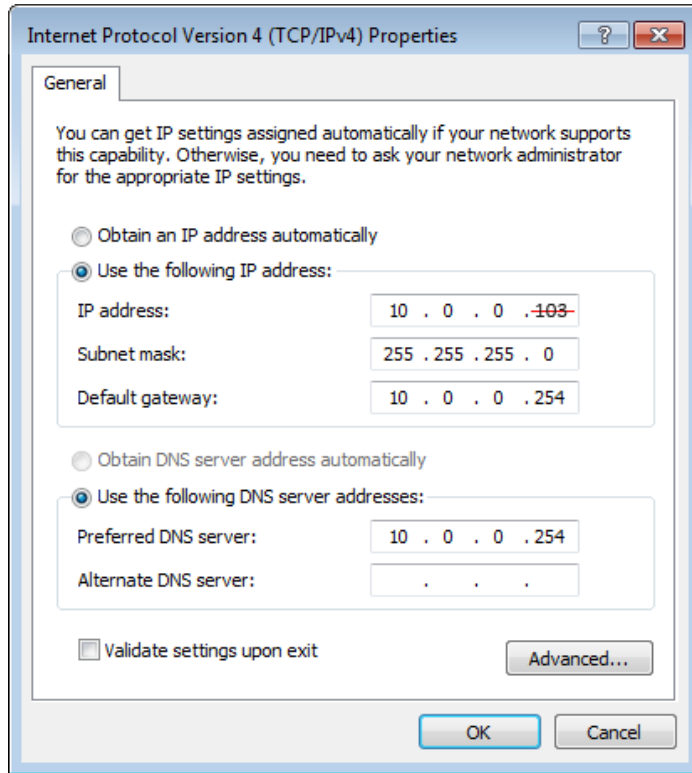 Internet Protocol Version 4 (TCP/IPv4) Properties
?
General
You can get IP settings assigned automatically if your network supports
this capability. Otherwise, you need to ask your network administrator
for the appropriate IP settings.
Obtain an IP address automatically
Use the following IP address:
IP address: 10 . 0 . 0 . 103
Subnet mask: 255 . 255 . 255 . 0
Default gateway: 10 . 0 . 0 . 254
Obtain DNS server address automatically
Use the following DNS server addresses:
Preferred DNS server: 10 . 0 . 0 . 254
Alternate DNS server: . . .
Validate settings upon exit
Advanced...
OK Cancel